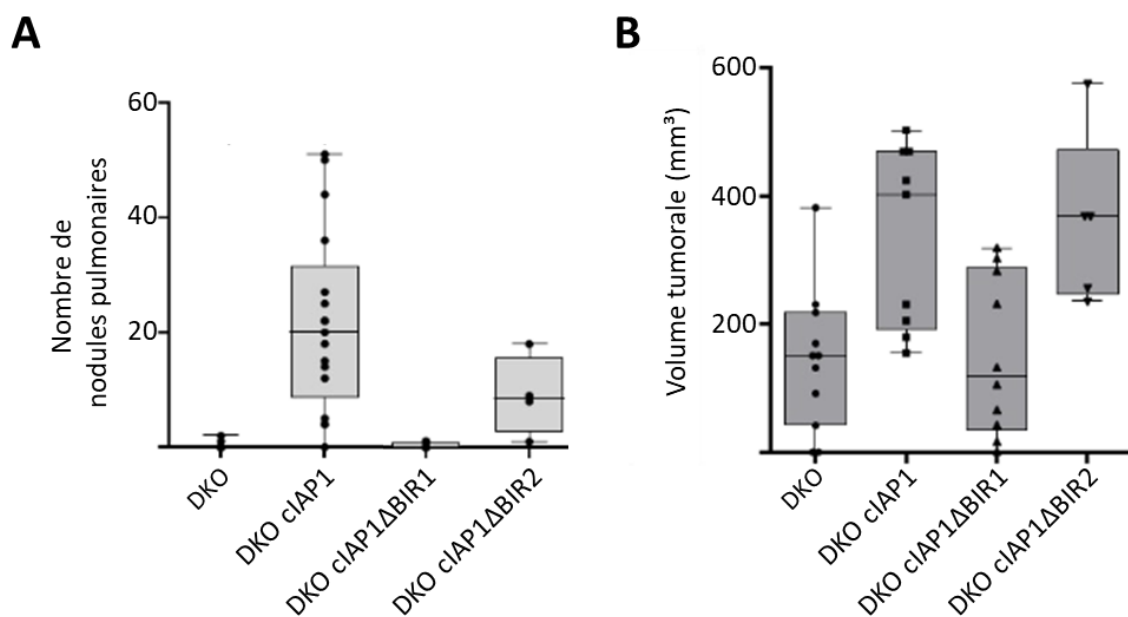 A
Nombre de
nodules pulmonaires
60
40
20
DKO
DKO cIAP1
DKO cIAP1ΔBIR1
DKO cIAP1ΔBIR2
B
Volume tumorale (mm³)
600
400
200
DKO
DKO cIAP1
DKO cIAP1ΔBIR1
DKO cIAP1ΔBIR2